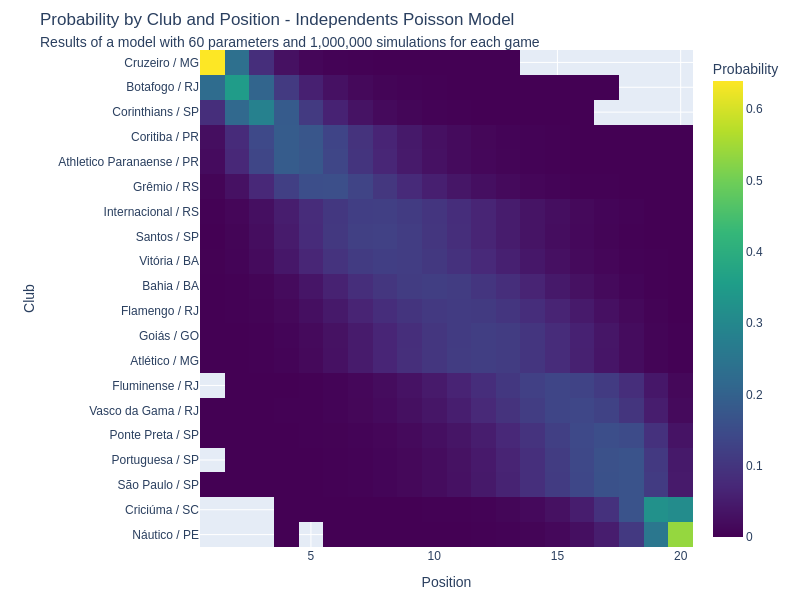 Probability by Club and Position - Independents Poisson Model
Results of a model with 60 parameters and 1,000,000 simulations for each game
Probability
Club
Cruzeiro / MG
Botafogo / RJ
Corinthians / SP
Coritiba / PR
Athletico Paranaense / PR
Grêmio / RS
Internacional / RS
Santos / SP
Vitória / BA
Bahia / BA
Flamengo / RJ
Goiás / GO
Atlético / MG
Fluminense / RJ
Vasco da Gama / RJ
Ponte Preta / SP
Portuguesa / SP
São Paulo / SP
Criciúma / SC
Náutico / PE
0.6
0.5
0.4
0.3
0.2
0.1
0
5 10 15 20
Position